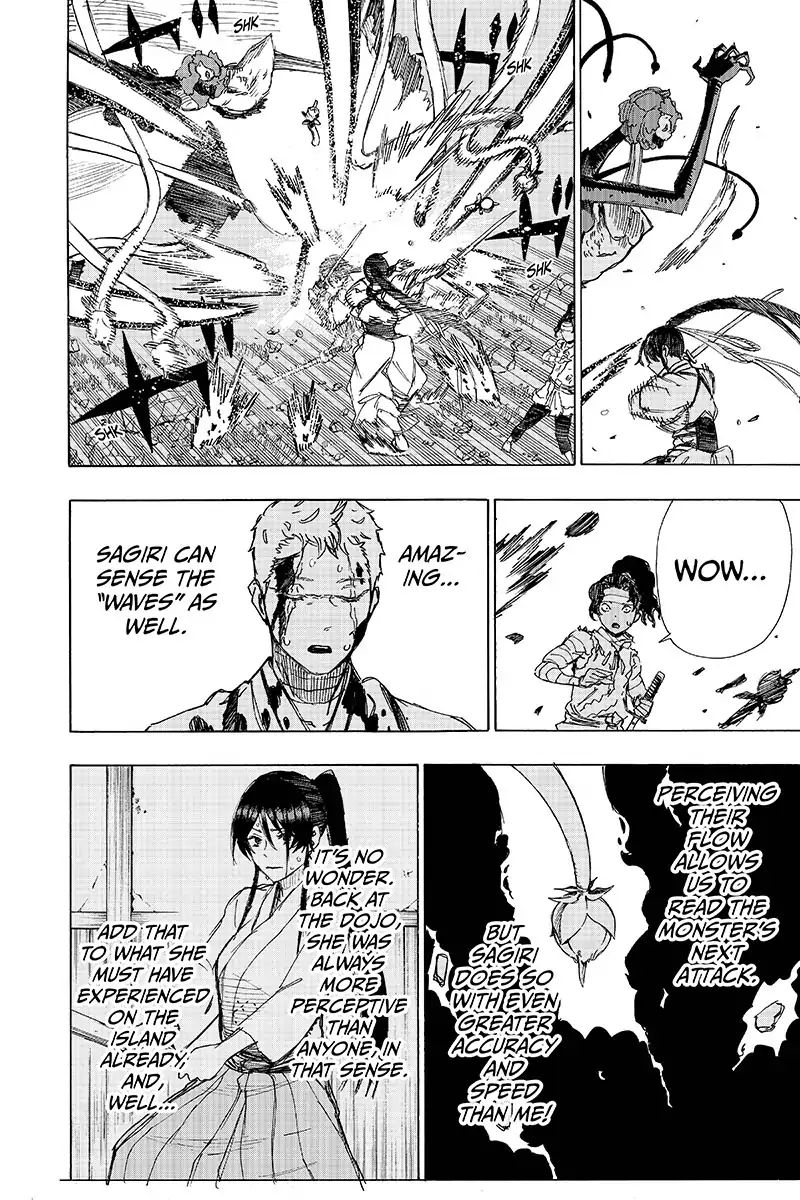 SHK
SHK
SHK
SHK
SHK
WOW...
AMAZ-
ING...
SAGIRI CAN
SENSE THE
"WAVES" AS
WELL.
PERCEIVING
THEIR
FLOW
ALLOWS
US TO
READ THE
MONSTER'S
NEXT
ATTACK.
BUT
SAGIRI
DOES SO
WITH EVEN
GREATER
ACCURACY
AND
SPEED
THAN ME!
IT'S NO
WONDER.
BACK AT
THE DOJO,
SHE WAS
ALWAYS
MORE
PERCEPTIVE
THAN
ANYONE, IN
THAT SENSE.
ADD THAT
TO WHAT SHE
MUST HAVE
EXPERIENCED
ON THE
ISLAND
ALREADY,
AND,
WELL...